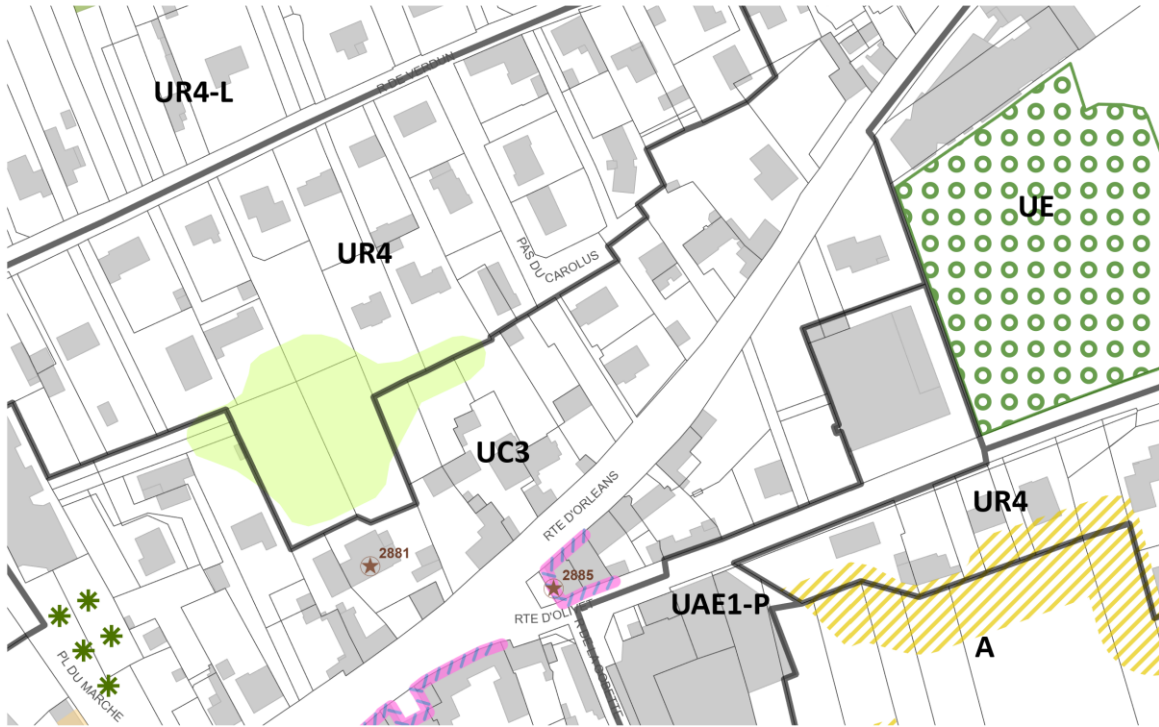 UR4-L
R DE VERDUN
UE
UR4
PAS DU CAROLUS
UC3
RTE D'ORLEANS
UR4
2881
2885
UAE1-P
RTE D'OLIVET
A
PL DU MARCHE